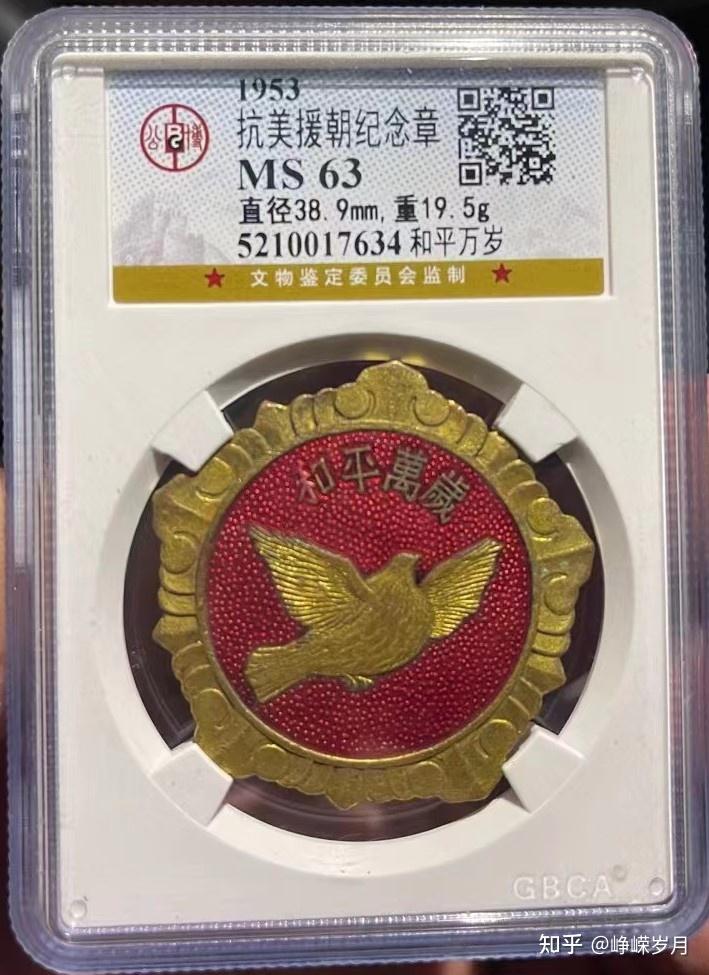 1953
抗美援朝纪念章
MS 63
直径38.9mm,重19.5g
5210017634 和平万岁
★ 文物鉴定委员会监制 ★
公博
和平萬歲
GBCA
知乎 @峥嵘岁月